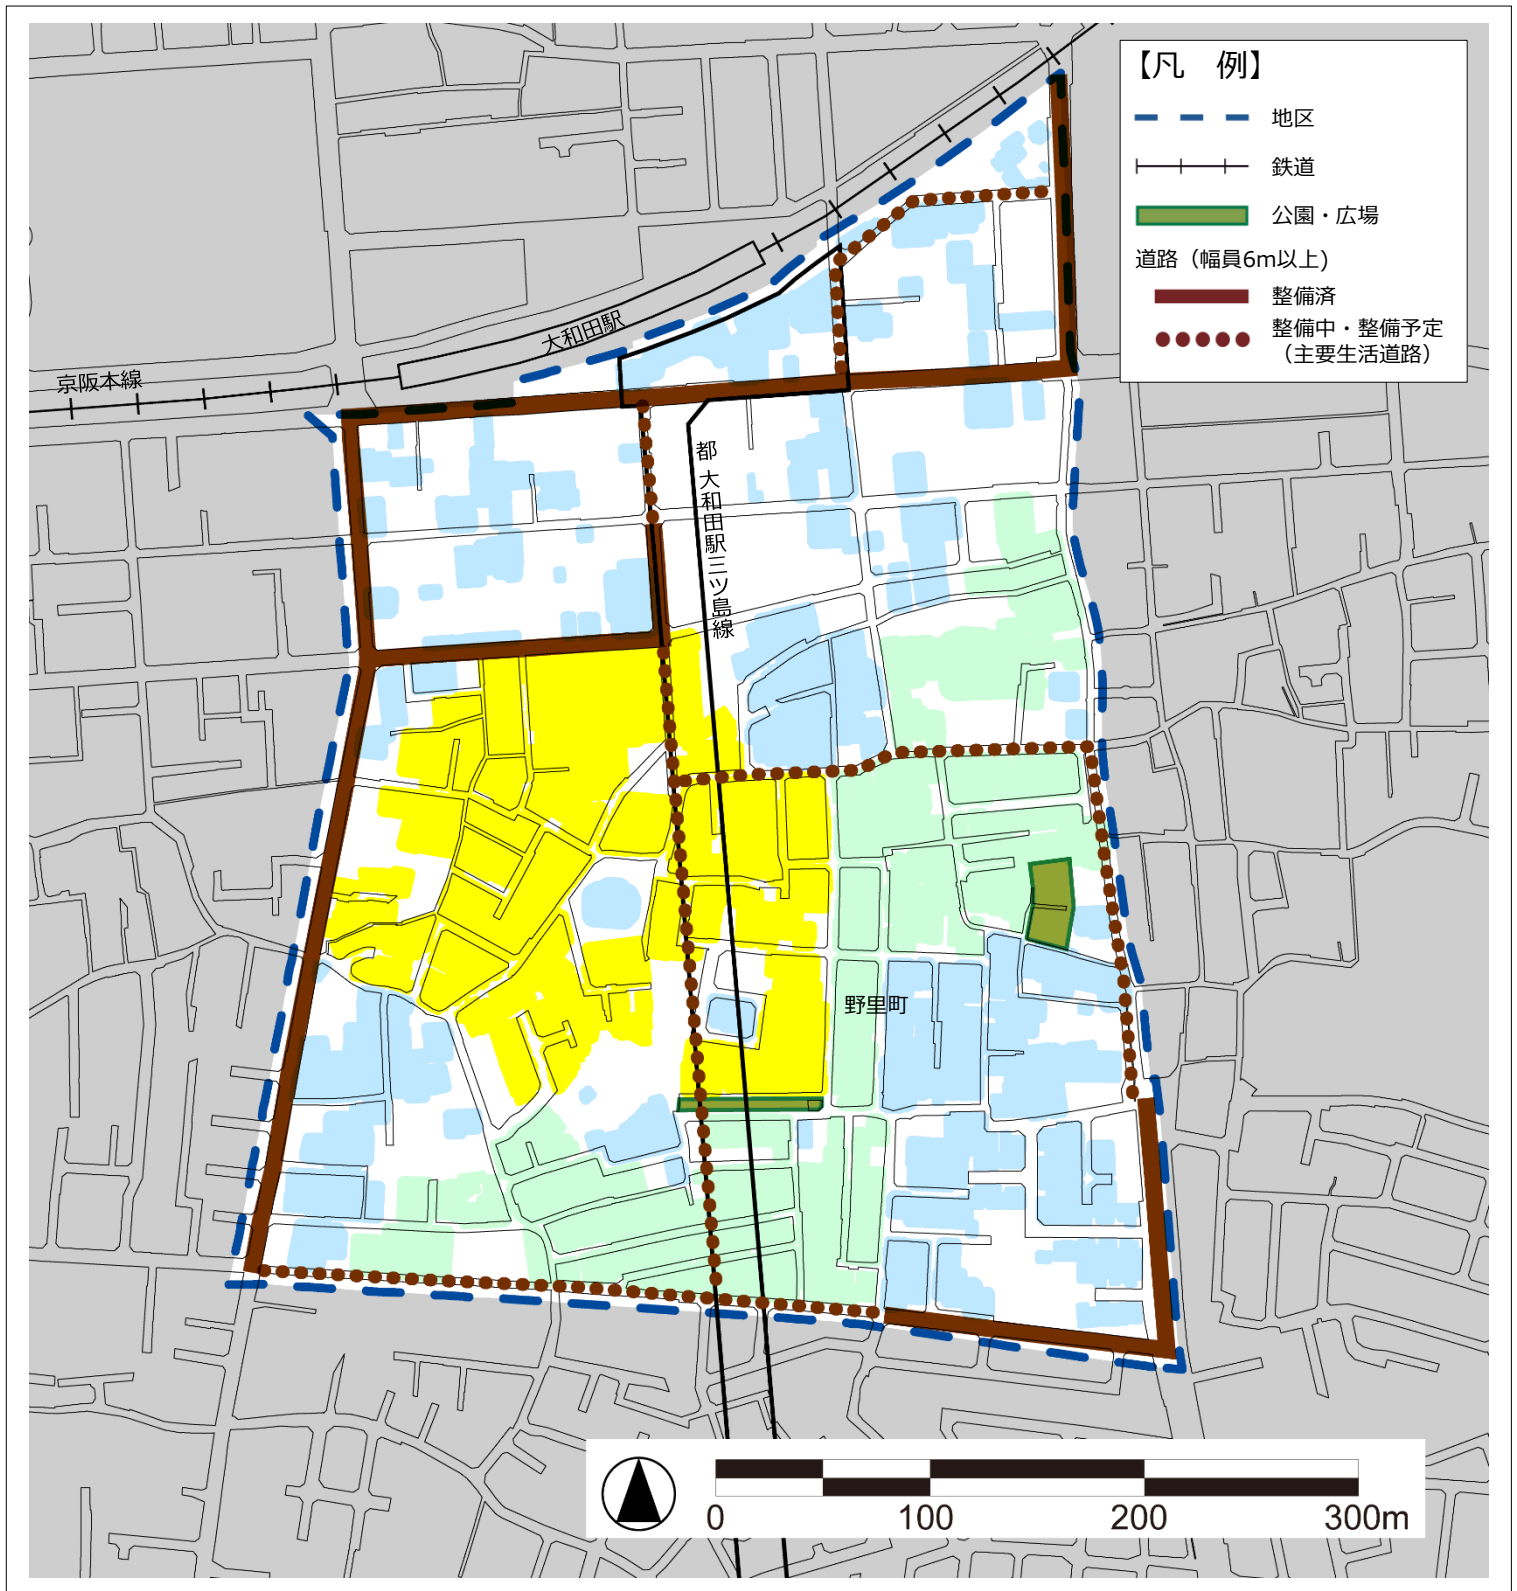 【凡　例】
地区
鉄道
公園・広場
道路（幅員6m以上)
整備済
整備中・整備予定
（主要生活道路）
大和田駅
京阪本線
都 大和田駅三ツ島線
野里町
0 100 200 300m